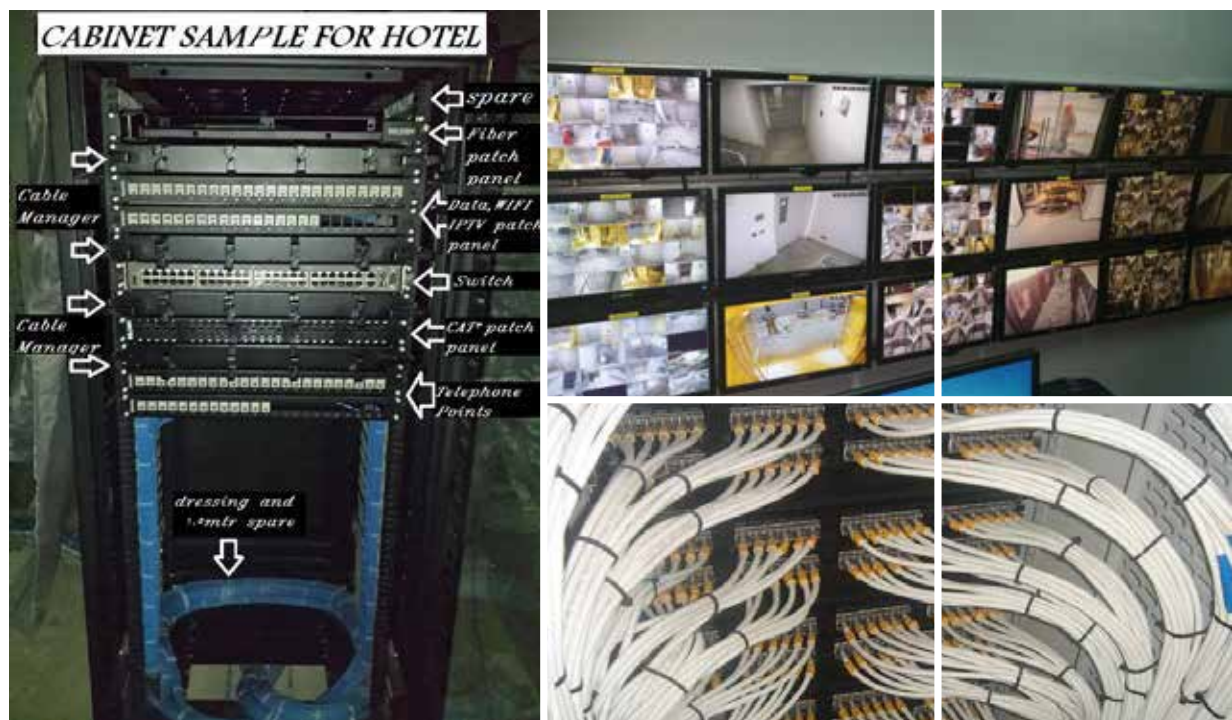 CABINET SAMPLE FOR HOTEL
spare
Fiber
patch
panel
Cable
Manager
Data, WIFI
IPTV patch
panel
Switch
Cable
Manager
patch
panel
Telephone
Points
dressing and
spare